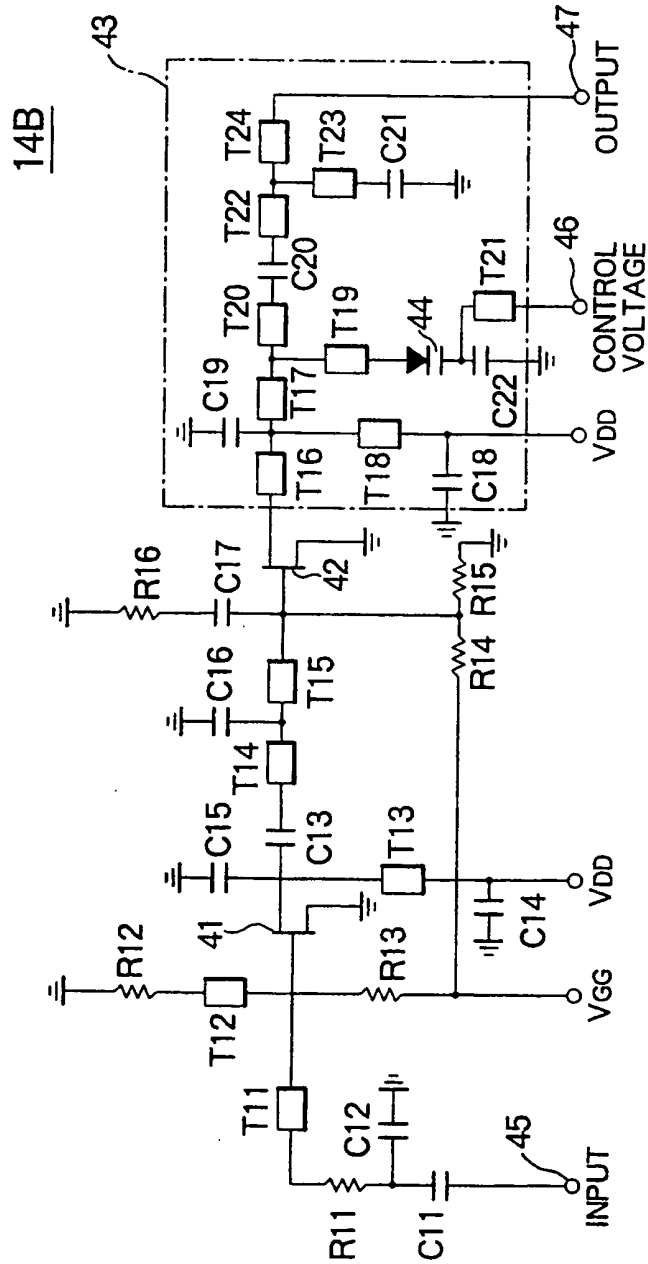 14B
43
R16
C19
T20
T22
T24
C20
C17
C16
T16
T17
T19
T23
C21
R12
C15
T14
T15
42
T18
44
C22
T21
T12
41
C13
T13
C18
R15
R14
T11
R13
C14
R11
C12
C11
45
INPUT
VGG
VDD
VDD
46
CONTROL
VOLTAGE
47
OUTPUT